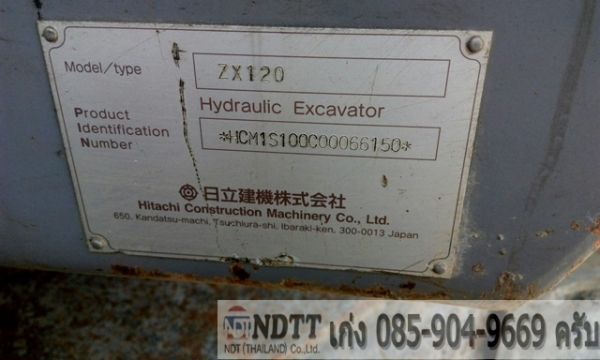 Model/type ZX120
Hydraulic Excavator
Product
Identification
Number
*HCM1S100C00066150*
日立建機株式会社
Hitachi Construction Machinery Co., Ltd.
650, Kandatsu-machi, Tsuchiura-shi, Ibaraki-ken, 300-0013 Japan
NDT NDTT เก่ง 085-904-9669 ครับ
NDT (THAILAND) Co.,Ltd.